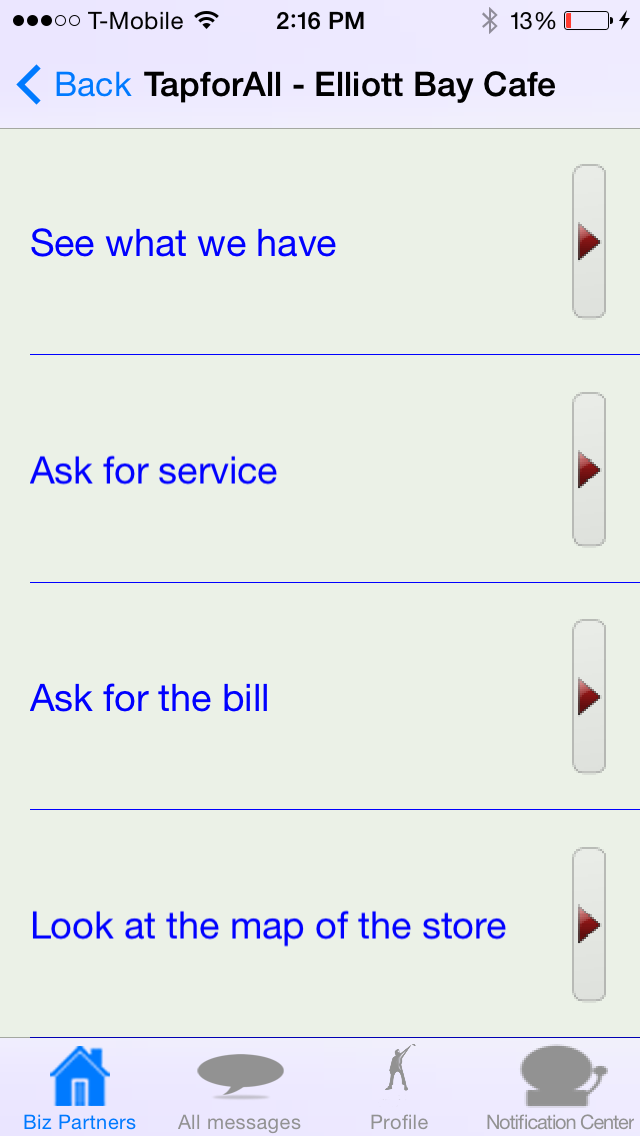 T-Mobile 2:16 PM 13%
Back TapforAll - Elliott Bay Cafe
See what we have
Ask for service
Ask for the bill
Look at the map of the store
Biz Partners All messages Profile Notification Center